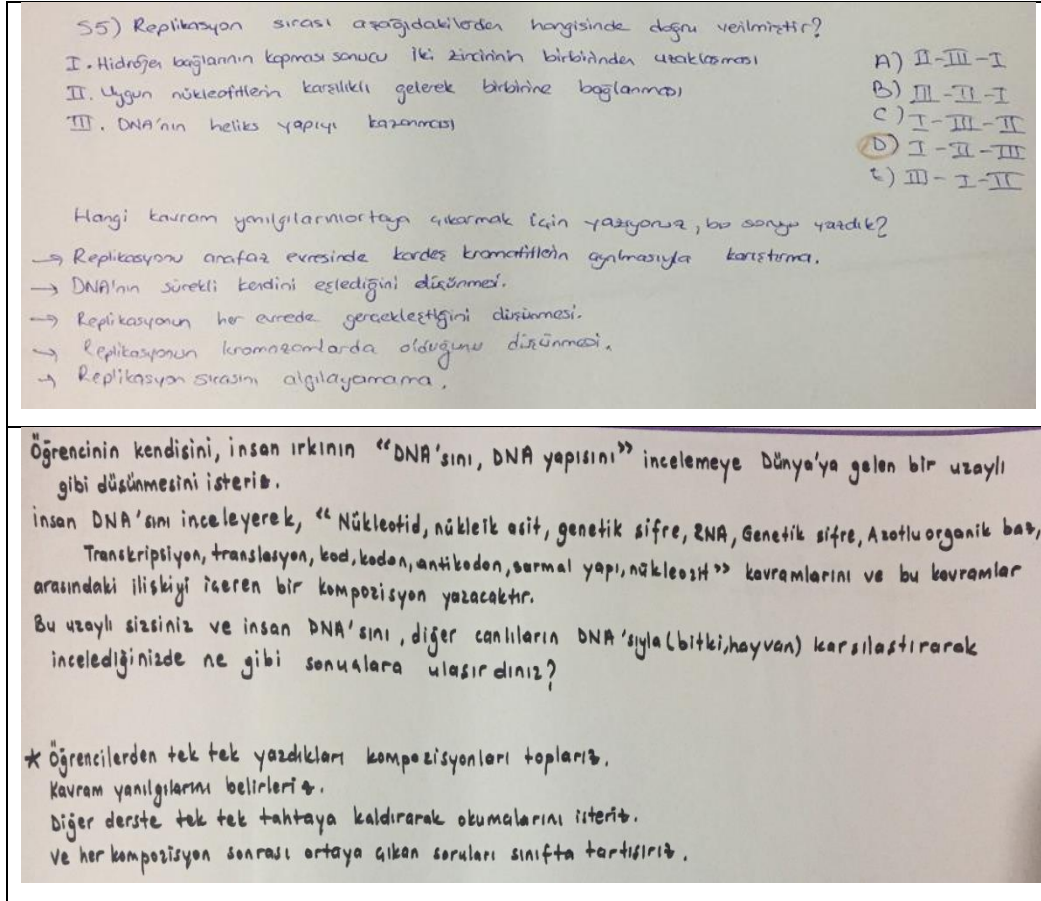 S5) Replikasyon sırası aşağıdakilerden hangisinde doğru verilmiştir?
I. Hidrojen bağlarının kopması sonucu iki zincirinin birbirinden uzaklaşması
II. Uygun nükleotitlerin karşılıklı gelerek birbirine bağlanması
III. DNA'nın heliks yapıyı kazanması
A) II-III-I
B) III-II-I
C) I-III-II
D) I-II-III
E) III-I-II
Hangi kavram yanılgılarını ortaya çıkarmak için yazıyoruz, bu soruyu yazdık?
→ Replikasyonu anafaz evresinde kardeş kromatitlerin ayrılmasıyla karıştırma.
→ DNA'nın sürekli kendini eşlediğini düşünmesi.
→ Replikasyonun her evrede gerçekleştiğini düşünmesi.
→ Replikasyonun kromozomlarda olduğunu düşünmesi.
→ Replikasyon sırasını algılayamama.
Öğrencinin kendisini, insan ırkının “DNA'sını, DNA yapısını” incelemeye Dünya'ya gelen bir uzaylı
gibi düşünmesini isteriz.
insan DNA'sını inceleyerek, “Nükleotid, nükleik asit, genetik şifre, RNA, Genetik şifre, Azotlu organik baz,
Transkripsiyon, translasyon, kod, kodon, antikodon, sarmal yapı, nükleozit” kavramlarını ve bu kavramlar
arasındaki ilişkiyi içeren bir kompozisyon yazacaktır.
Bu uzaylı sizsiniz ve insan DNA'sını, diğer canlıların DNA'sıyla (bitki, hayvan) karşılaştırarak
incelediğinizde ne gibi sonuçlara ulaşırdınız?
* Öğrencilerden tek tek yazdıkları kompozisyonları toplarız.
Kavram yanılgılarını belirleriz.
Diğer derste tek tek tahtaya kaldırarak okumalarını isteriz.
Ve her kompozisyon sonrası ortaya çıkan soruları sınıfta tartışırız.